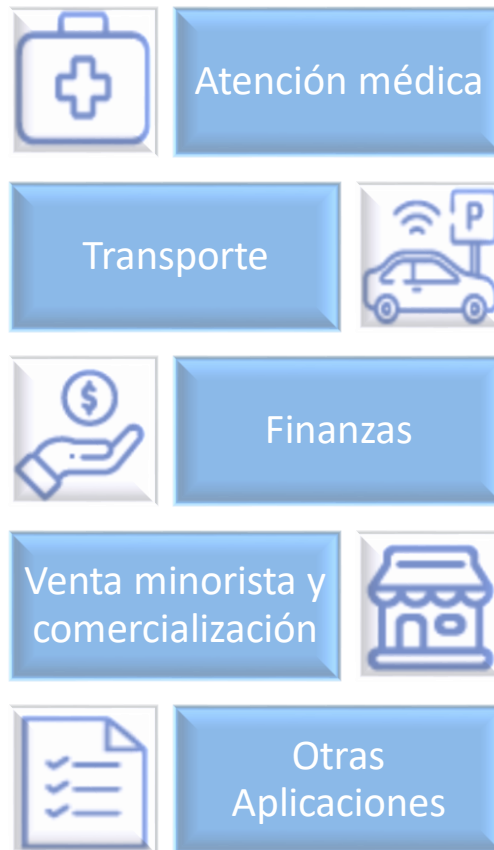 Atención médica
P
Transporte
$
Finanzas
Venta minorista y
comercialización
Otras
Aplicaciones